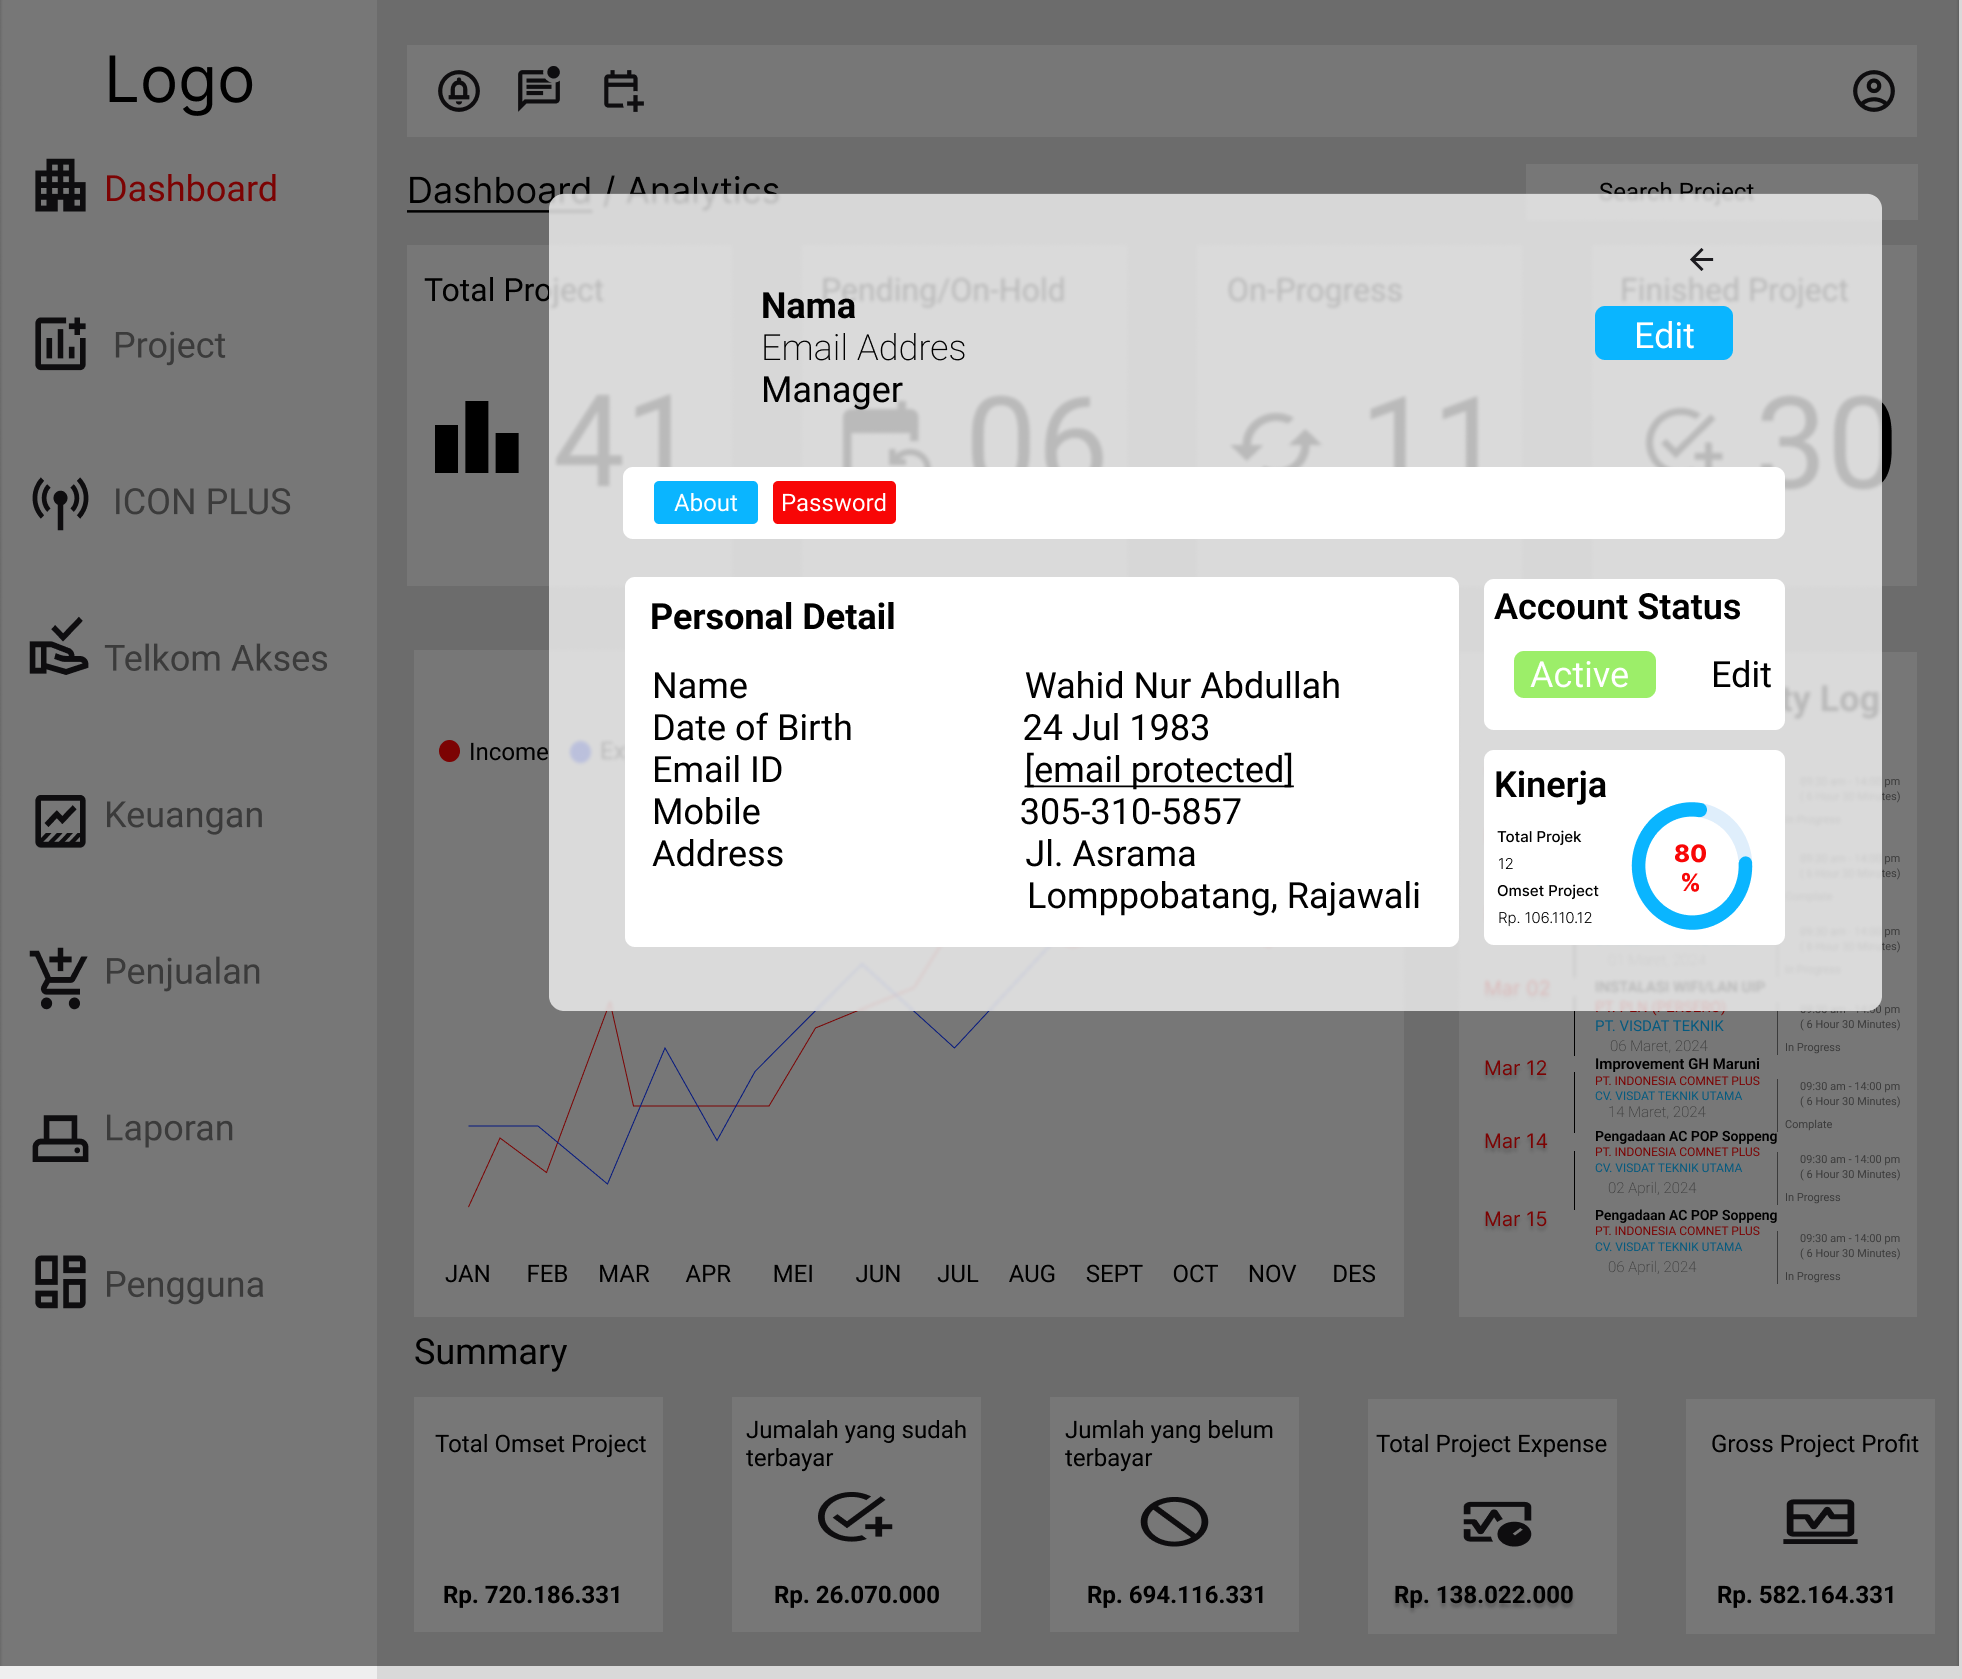 Logo
Dashboard
Project
ICON PLUS
Telkom Akses
Keuangan
Penjualan
Laporan
Pengguna
Dashboard / Analytics
Search Project
Total Project
41
Pending/On-Hold
06
On-Progress
11
Finished Project
30
Nama
Email Addres
Manager
Edit
About
Password
Personal Detail
Name
Wahid Nur Abdullah
Date of Birth
24 Jul 1983
Email ID
[email protected]
Mobile
305-310-5857
Address
Jl. Asrama
Lomppobatang, Rajawali
Account Status
Active
Edit
Kinerja
Total Projek
12
Omset Project
Rp. 106.110.12
80
%
Income
JAN FEB MAR APR MEI JUN JUL AUG SEPT OCT NOV DES
ty Log
Mar 02
INSTALASI WIFI/LAN UIP
PT. PLN (PERSERO)
PT. VISDAT TEKNIK
06 Maret, 2024
09:30 am - 14:00 pm
( 6 Hour 30 Minutes)
In Progress
Mar 12
Improvement GH Maruni
PT. INDONESIA COMNET PLUS
CV. VISDAT TEKNIK UTAMA
14 Maret, 2024
09:30 am - 14:00 pm
( 6 Hour 30 Minutes)
Complate
Mar 14
Pengadaan AC POP Soppeng
PT. INDONESIA COMNET PLUS
CV. VISDAT TEKNIK UTAMA
02 April, 2024
09:30 am - 14:00 pm
( 6 Hour 30 Minutes)
In Progress
Mar 15
Pengadaan AC POP Soppeng
PT. INDONESIA COMNET PLUS
CV. VISDAT TEKNIK UTAMA
06 April, 2024
09:30 am - 14:00 pm
( 6 Hour 30 Minutes)
In Progress
Summary
Total Omset Project
Rp. 720.186.331
Jumalah yang sudah
terbayar
Rp. 26.070.000
Jumlah yang belum
terbayar
Rp. 694.116.331
Total Project Expense
Rp. 138.022.000
Gross Project Profit
Rp. 582.164.331